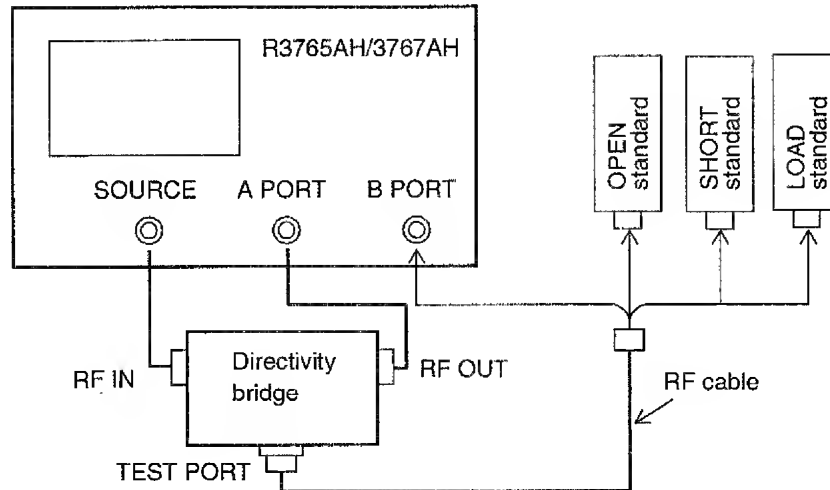 R3765AH/3767AH
SOURCE
A PORT
B PORT
OPEN
standard
SHORT
standard
LOAD
standard
RF IN
Directivity
bridge
RF OUT
TEST PORT
RF cable